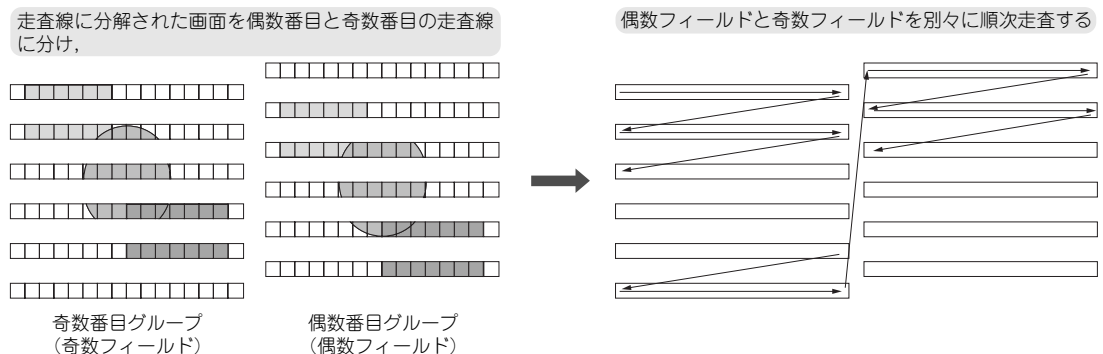 走査線に分解された画面を偶数番目と奇数番目の走査線
に分け，
偶数フィールドと奇数フィールドを別々に順次走査する
奇数番目グループ
（奇数フィールド）
偶数番目グループ
（偶数フィールド）